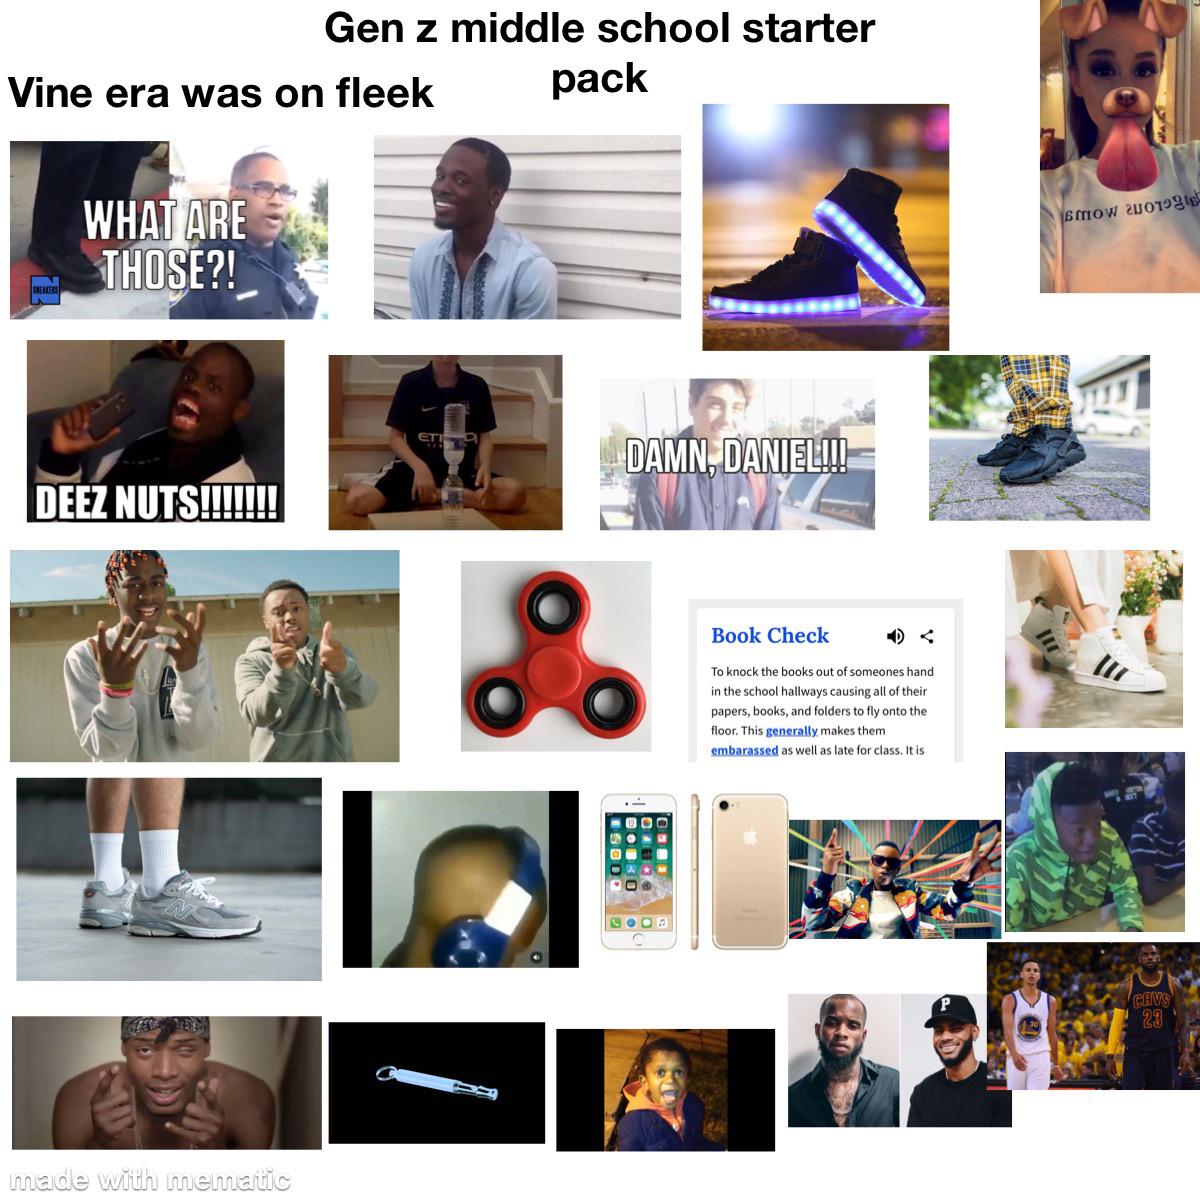 Gen z middle school starter
pack
Vine era was on fleek
WHAT ARE
THOSE?!
SNEAKERS
N
DEEZ NUTS!!!!!!!
DAMN, DANIEL!!!
dangerous woman
Book Check
To knock the books out of someones hand
in the school hallways causing all of their
papers, books, and folders to fly onto the
floor. This generally makes them
embarassed as well as late for class. It is
N
P
30
CAVS
23
made with mematic